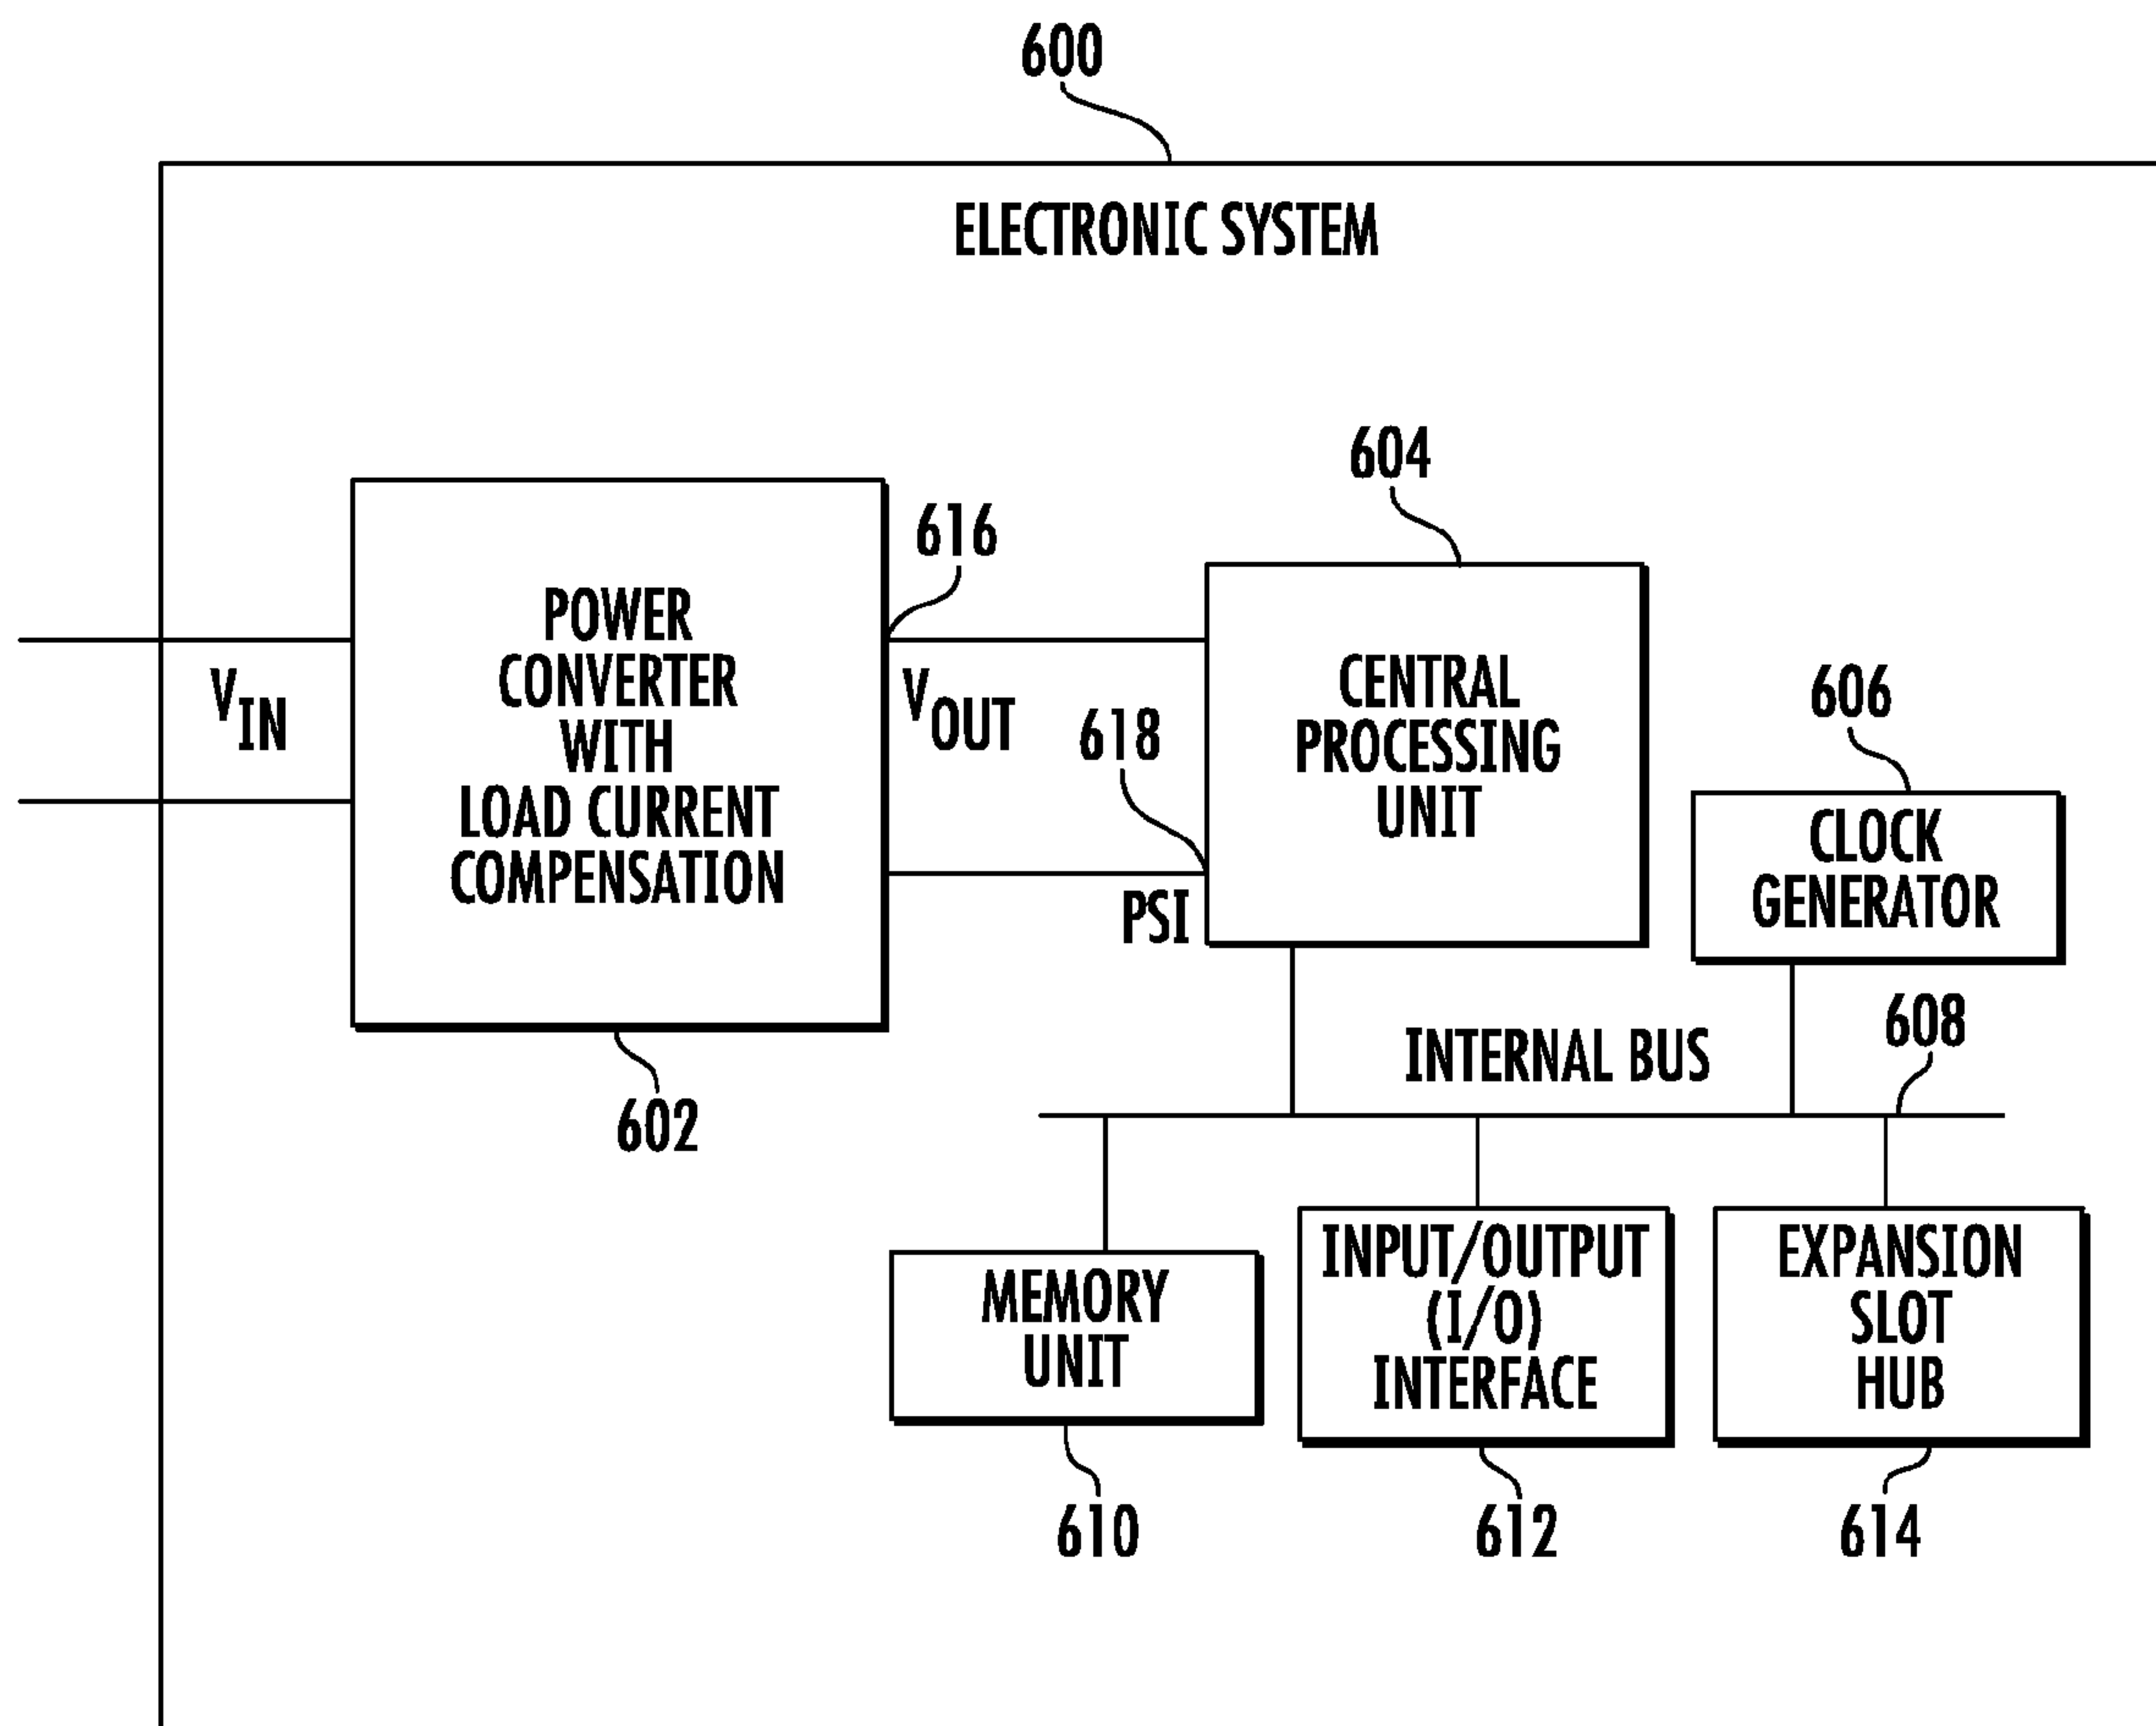 600
ELECTRONIC SYSTEM
604
616
POWER
CONVERTER
WITH
LOAD CURRENT
COMPENSATION
VIN
VOUT
618
CENTRAL
PROCESSING
UNIT
606
CLOCK
GENERATOR
PSI
608
INTERNAL BUS
602
MEMORY
UNIT
INPUT/OUTPUT
(I/O)
INTERFACE
EXPANSION
SLOT
HUB
610
612
614